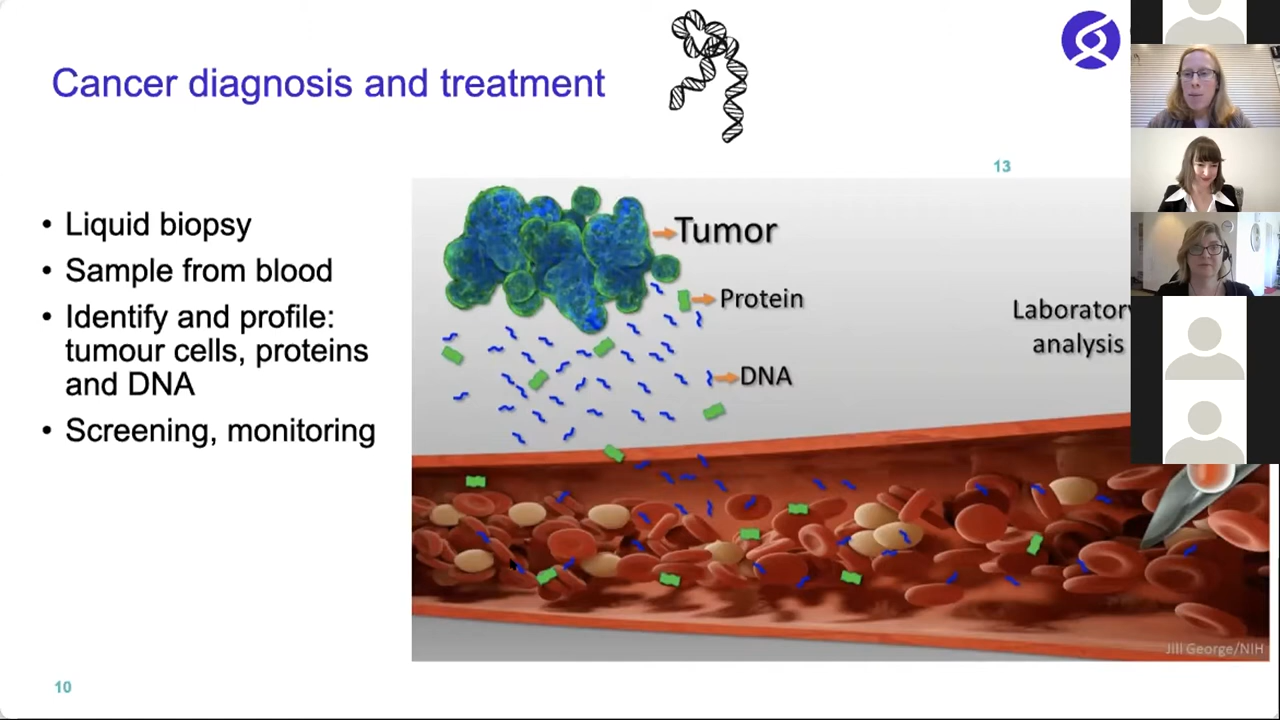 Cancer diagnosis and treatment
13
• Liquid biopsy
• Sample from blood
• Identify and profile:
tumour cells, proteins
and DNA
• Screening, monitoring
Tumor
Protein
DNA
Laboratory
analysis
Jill George/NIH
10